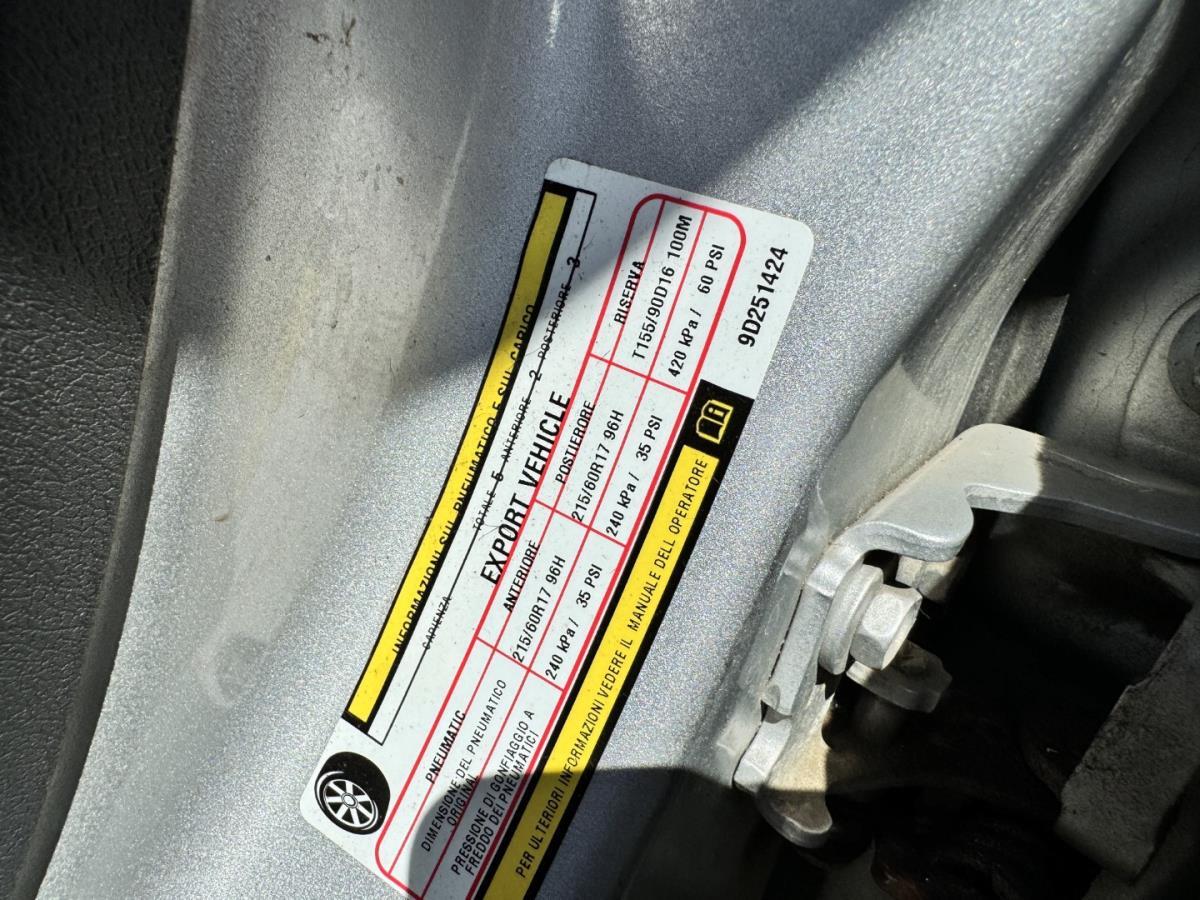 INFORMAZIONI SUL PNEUMATICO E SUL CARICO
CAPIENZA TOTALE 5 ANTERIORE 2 POSTERIORE 3
EXPORT VEHICLE
PNEUMATIC ANTERIORE POSTIERORE RISERVA
DIMENSIONE DEL PNEUMATICO ORIGINAL 215/60R17 96H 215/60R17 96H T155/90D16 100M
PRESSIONE DI GONFIAGGIO A FREDDO DEI PNEUMATICI 240 kPa / 35 PSI 240 kPa / 35 PSI 420 kPa / 60 PSI
PER ULTERIORI INFORMAZIONI VEDERE IL MANUALE DELL OPERATORE
9D251424